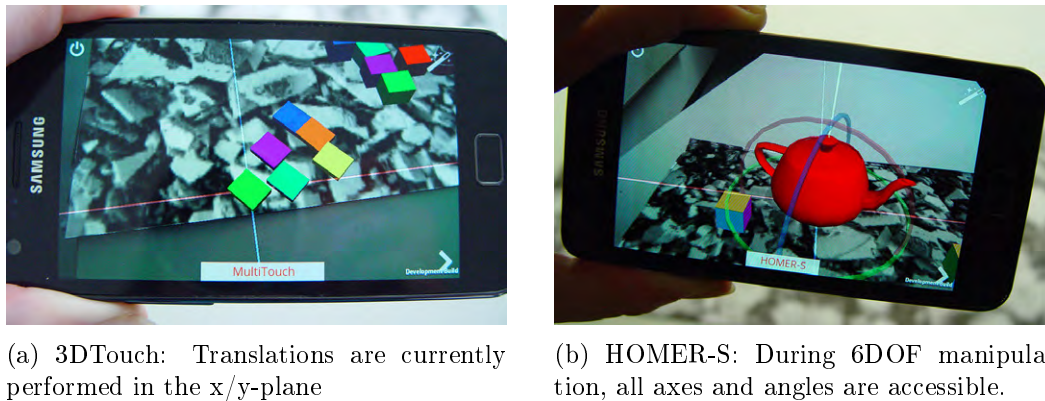 SAMSUNG
MultiTouch
Development Build
(a) 3DTouch: Translations are currently
performed in the x/y-plane
SAMSUNG
HOMER-S
Development Build
(b) HOMER-S: During 6DOF manipula
tion, all axes and angles are accessible.